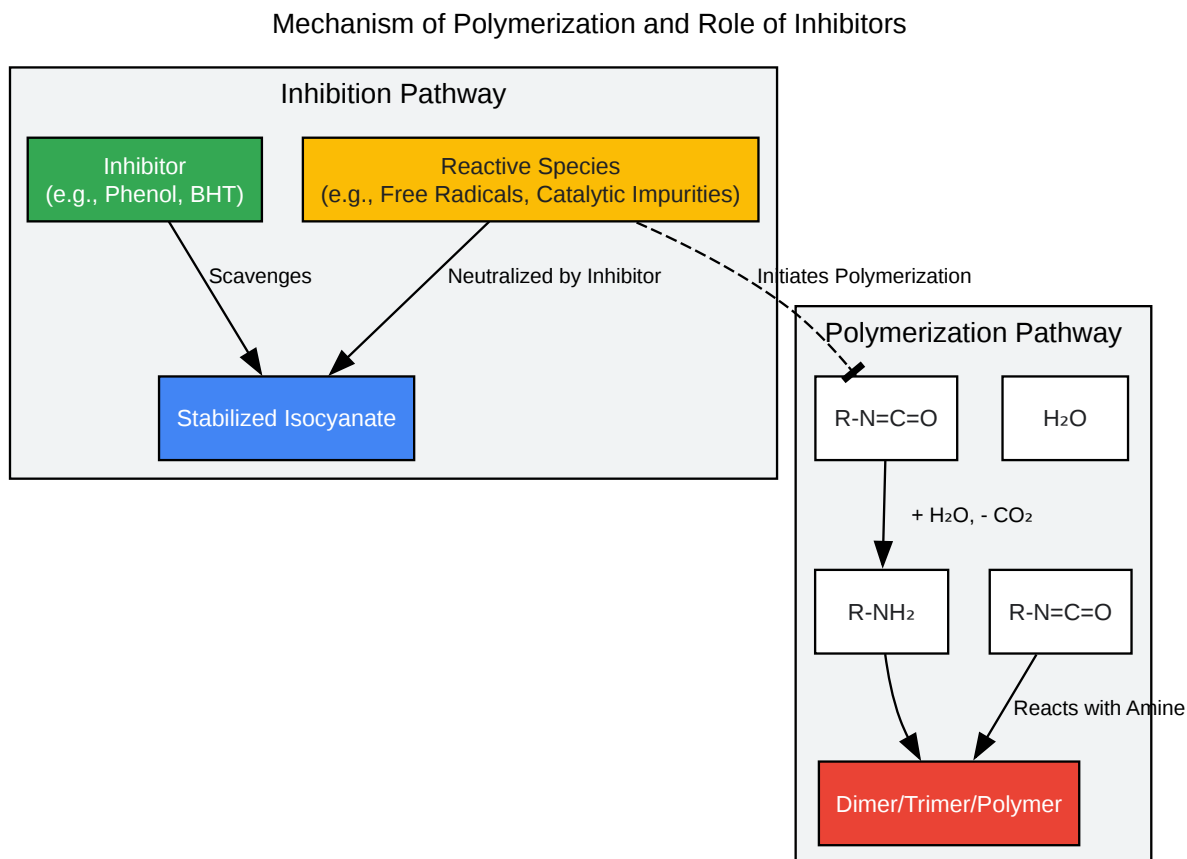 Mechanism of Polymerization and Role of Inhibitors
Inhibition Pathway
Inhibitor
(e.g., Phenol, BHT)
Reactive Species
(e.g., Free Radicals, Catalytic Impurities)
Scavenges
Neutralized by Inhibitor
Initiates Polymerization
Stabilized Isocyanate
Polymerization Pathway
R-N=C=O
H₂O
+ H₂O, - CO₂
R-NH₂
R-N=C=O
Reacts with Amine
Dimer/Trimer/Polymer